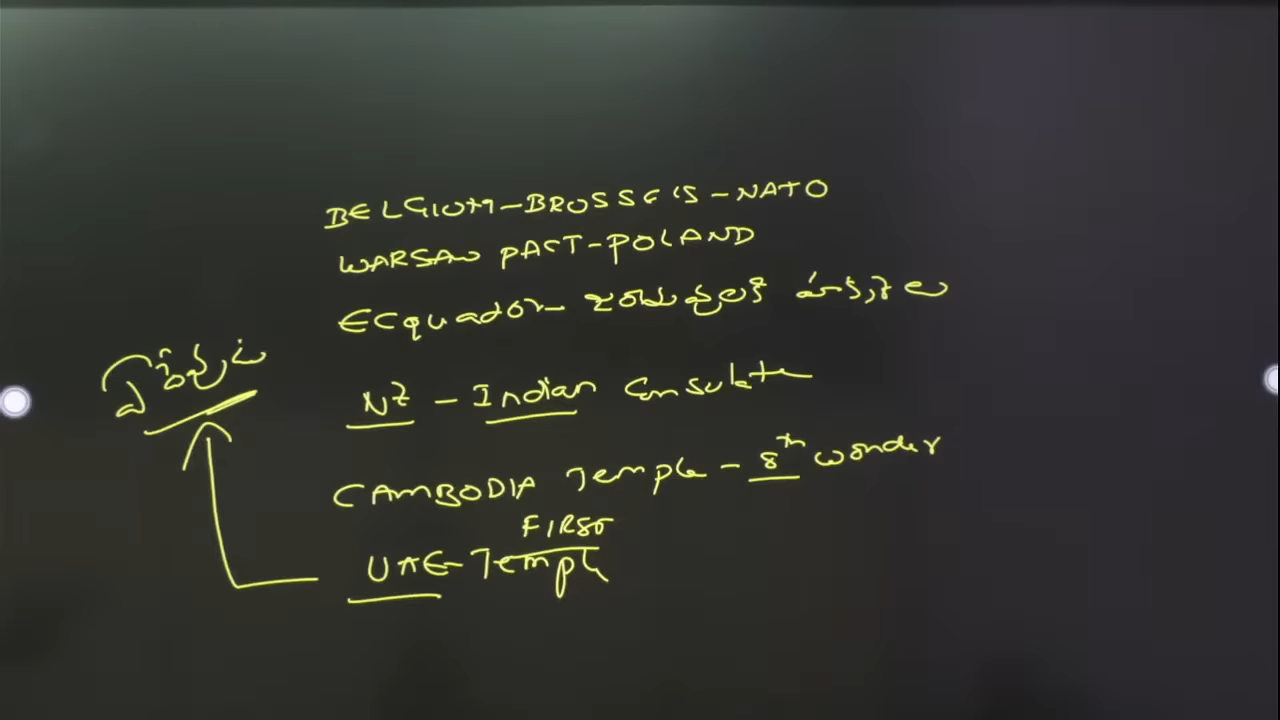 BELGIUM-BRUSSELS-NATO
WARSAW PACT-POLAND
ECquador-
NZ - Indian Consulate
CAMBODIA Temple - 8th wonder
FIRST
UAE-Temple